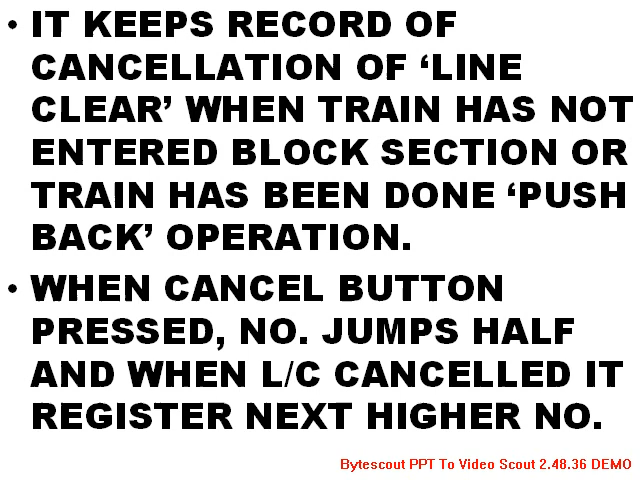 • IT KEEPS RECORD OF
CANCELLATION OF ‘LINE
CLEAR’ WHEN TRAIN HAS NOT
ENTERED BLOCK SECTION OR
TRAIN HAS BEEN DONE ‘PUSH
BACK’ OPERATION.
• WHEN CANCEL BUTTON
PRESSED, NO. JUMPS HALF
AND WHEN L/C CANCELLED IT
REGISTER NEXT HIGHER NO.
Bytescout PPT To Video Scout 2.48.36 DEMO